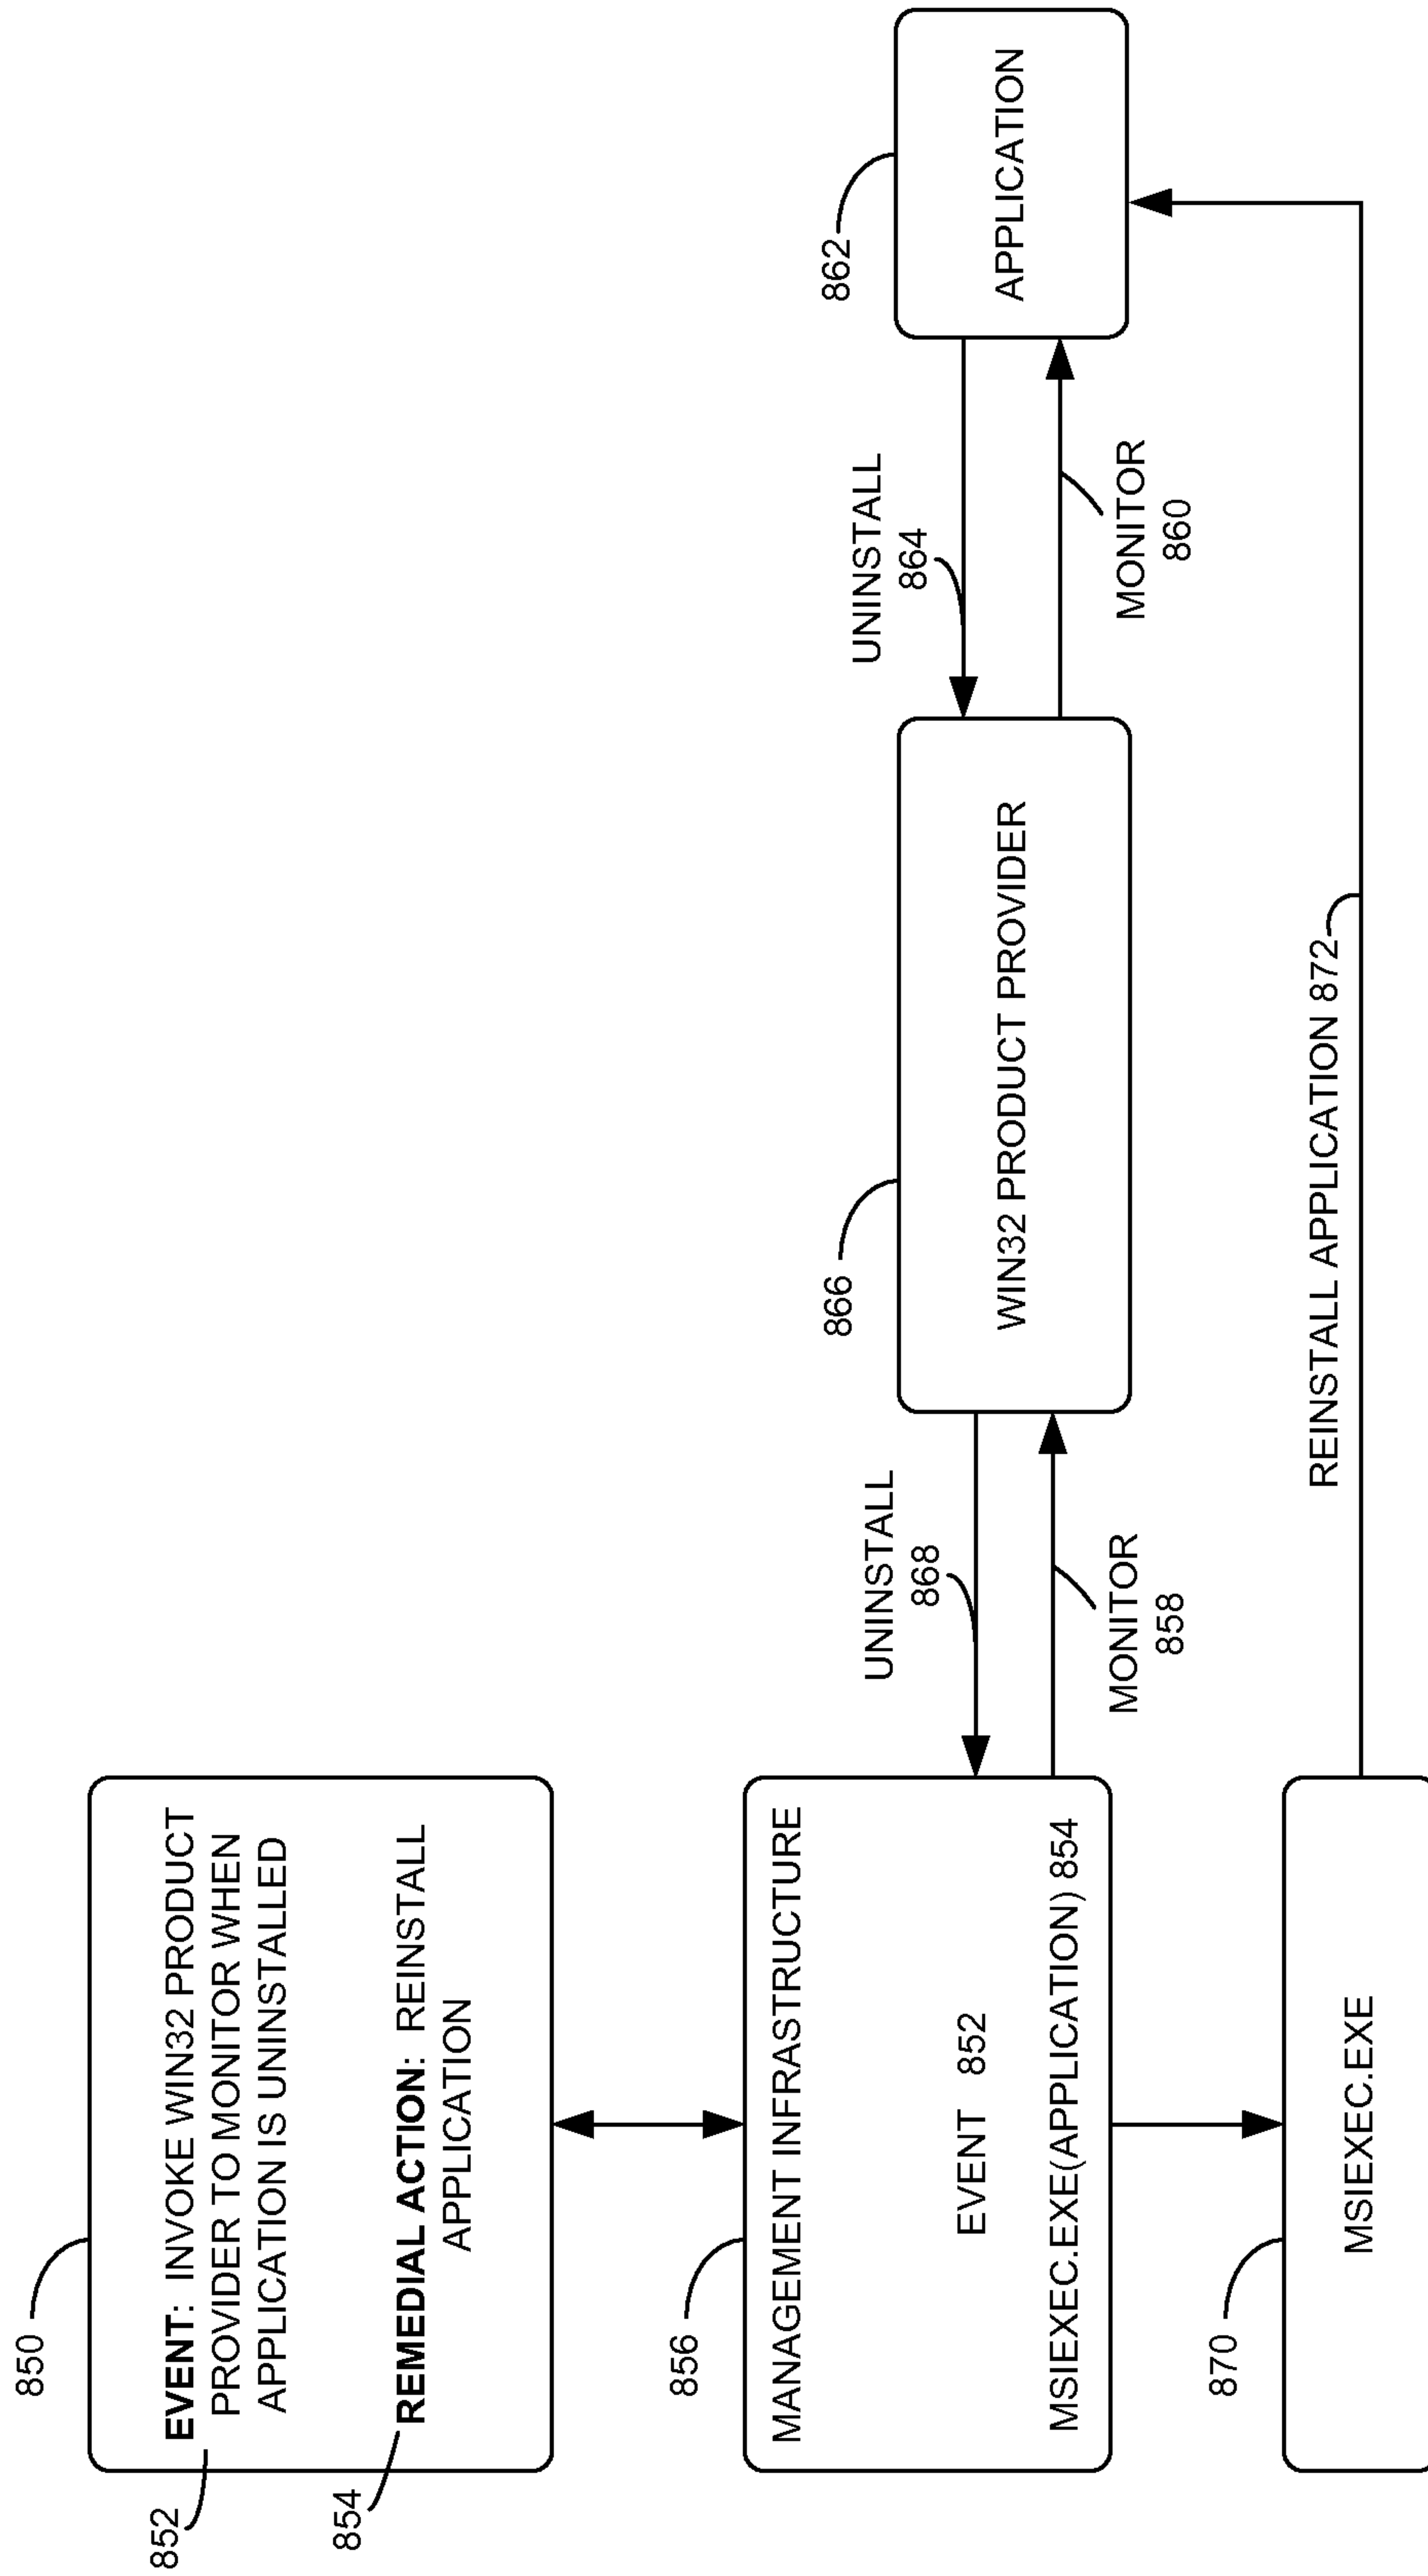 850
852
EVENT: INVOKE WIN32 PRODUCT
PROVIDER TO MONITOR WHEN
APPLICATION IS UNINSTALLED
854
REMEDIAL ACTION: REINSTALL
APPLICATION
856
MANAGEMENT INFRASTRUCTURE
EVENT 852
MSIEXEC.EXE(APPLICATION) 854
UNINSTALL
868
MONITOR
858
866
WIN32 PRODUCT PROVIDER
UNINSTALL
864
MONITOR
860
862
APPLICATION
870
MSIEXEC.EXE
REINSTALL APPLICATION 872